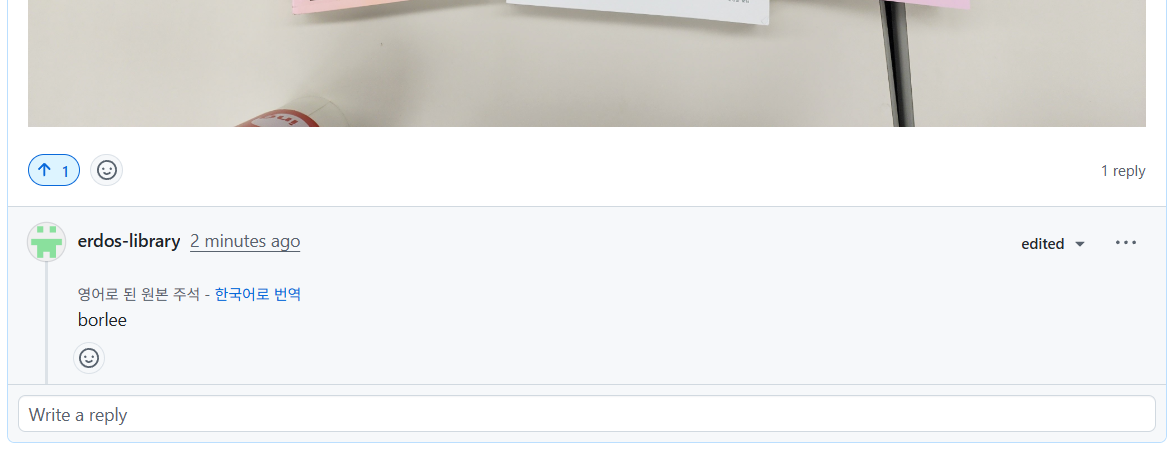 1
1 reply
erdos-library 2 minutes ago
edited
영어로 된 원본 주석 - 한국어로 번역
borlee
Write a reply